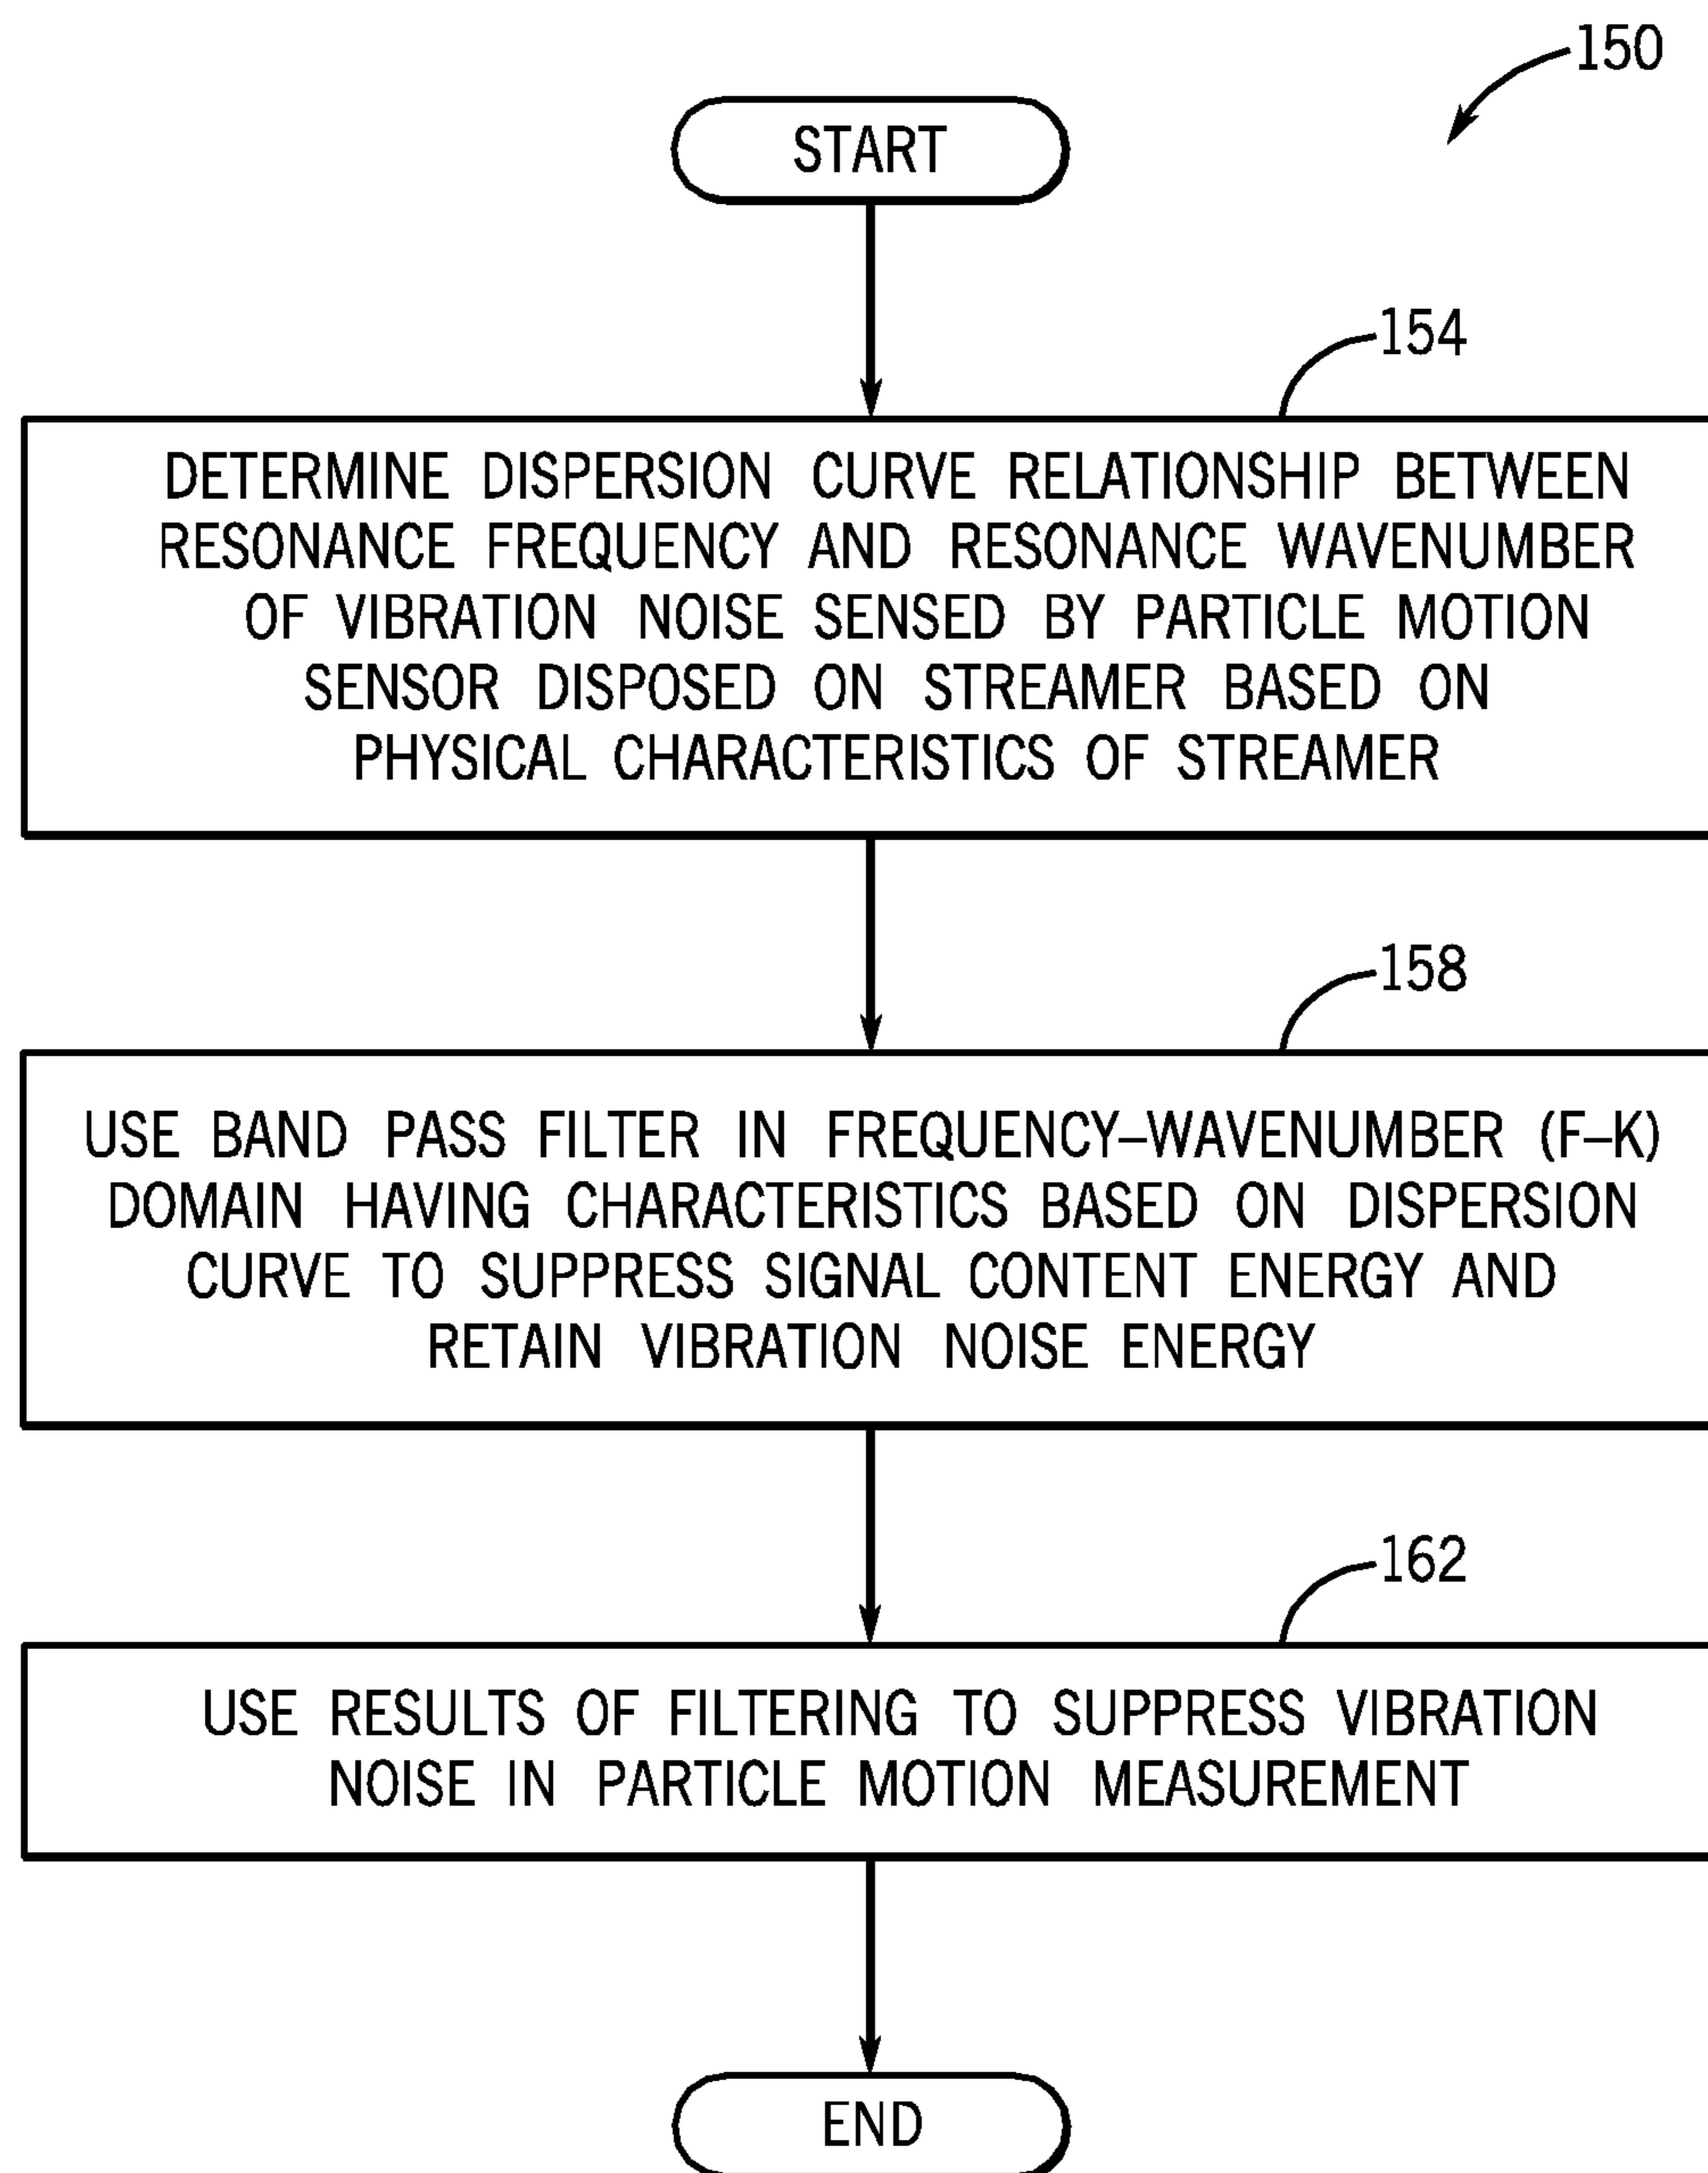 150
START
154
DETERMINE DISPERSION CURVE RELATIONSHIP BETWEEN
RESONANCE FREQUENCY AND RESONANCE WAVENUMBER
OF VIBRATION NOISE SENSED BY PARTICLE MOTION
SENSOR DISPOSED ON STREAMER BASED ON
PHYSICAL CHARACTERISTICS OF STREAMER
158
USE BAND PASS FILTER IN FREQUENCY–WAVENUMBER (F–K)
DOMAIN HAVING CHARACTERISTICS BASED ON DISPERSION
CURVE TO SUPPRESS SIGNAL CONTENT ENERGY AND
RETAIN VIBRATION NOISE ENERGY
162
USE RESULTS OF FILTERING TO SUPPRESS VIBRATION
NOISE IN PARTICLE MOTION MEASUREMENT
END